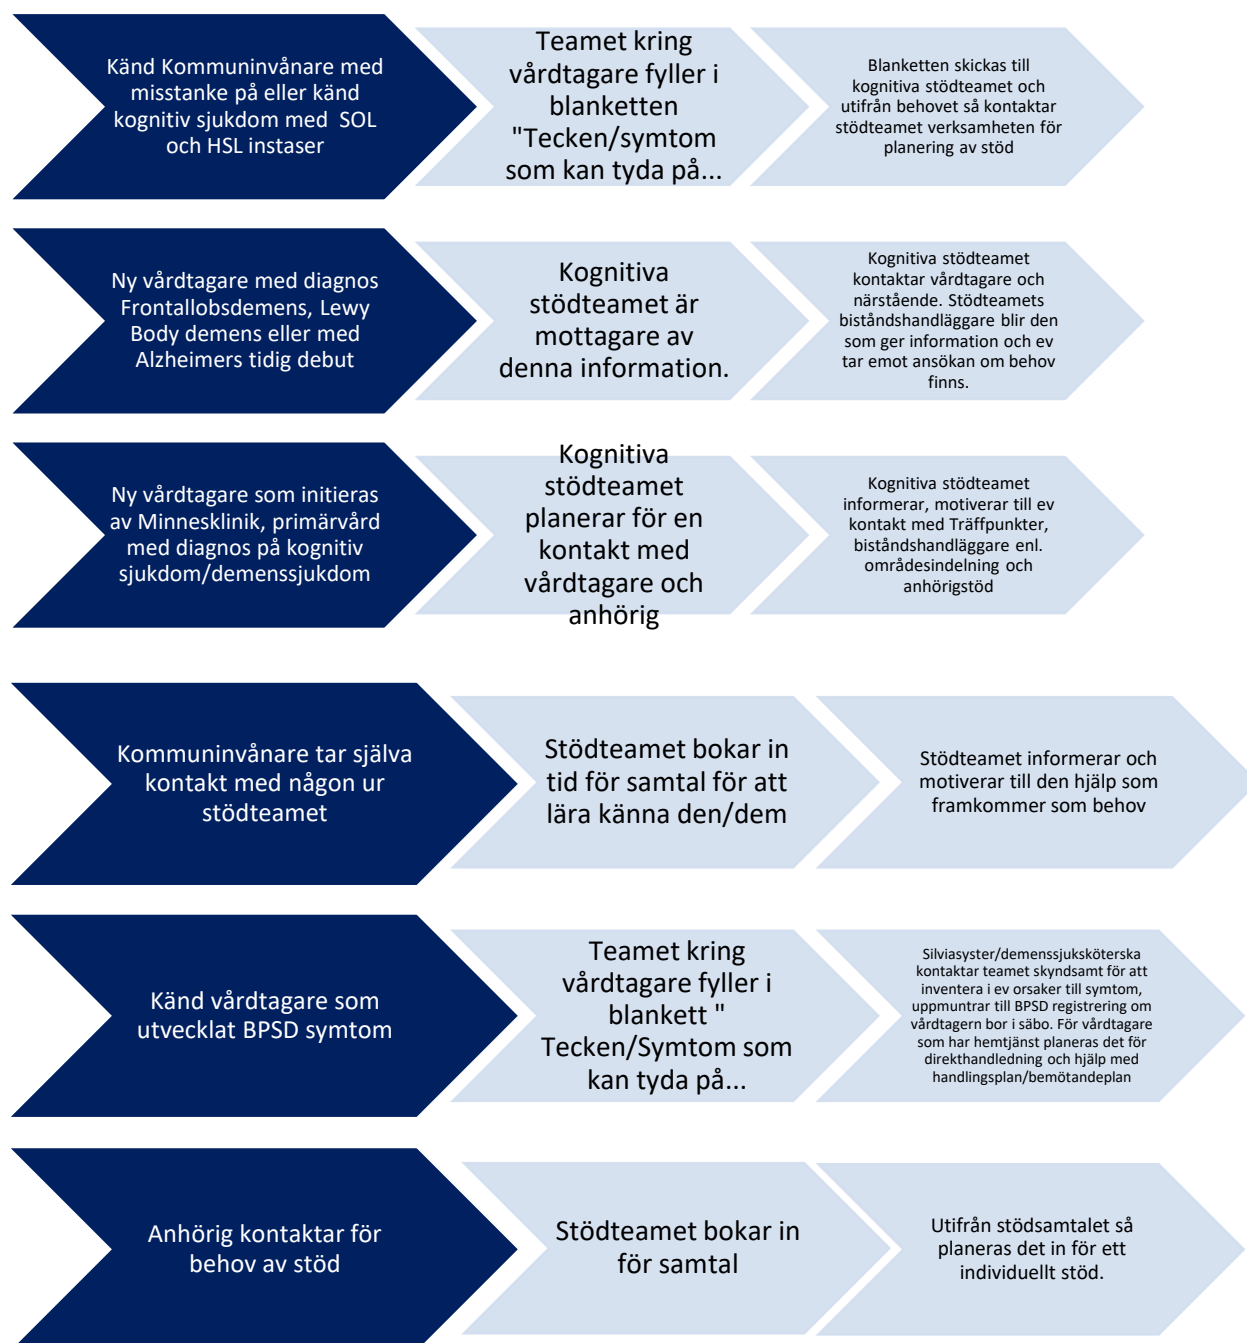 Känd Kommuninvånare med
misstanke på eller känd
kognitiv sjukdom med  SOL
och HSL instaser
Teamet kring
vårdtagare fyller i
blanketten
"Tecken/symtom
som kan tyda på...
Blanketten skickas till
kognitiva stödteamet och
utifrån behovet så kontaktar
stödteamet verksamheten för
planering av stöd
Ny vårdtagare med diagnos
Frontallobsdemens, Lewy
Body demens eller med
Alzheimers tidig debut
Kognitiva
stödteamet är
mottagare av
denna information.
Kognitiva stödteamet
kontaktar vårdtagare och
närstående. Stödteamets
biståndshandläggare blir den
som ger information och ev
tar emot ansökan om behov
finns.
Ny vårdtagare som initieras
av Minnesklinik, primärvård
med diagnos på kognitiv
sjukdom/demenssjukdom
Kognitiva
stödteamet
planerar för en
kontakt med
vårdtagare och
anhörig
Kognitiva stödteamet
informerar, motiverar till ev
kontakt med Träffpunkter,
biståndshandläggare enl.
områdesindelning och
anhörigstöd
Kommuninvånare tar själva
kontakt med någon ur
stödteamet
Stödteamet bokar in
tid för samtal för att
lära känna den/dem
Stödteamet informerar och
motiverar till den hjälp som
framkommer som behov
Känd vårdtagare som
utvecklat BPSD symtom
Teamet kring
vårdtagare fyller i
blankett "
Tecken/Symtom som
kan tyda på...
Silviasyster/demenssjuksköterska
kontaktar teamet skyndsamt för att
inventera i ev orsaker till symtom,
uppmuntrar till BPSD registrering om
vårdtagern bor i säbo. För vårdtagare
som har hemtjänst planeras det för
direkthandledning och hjälp med
handlingsplan/bemötandeplan
Anhörig kontaktar för
behov av stöd
Stödteamet bokar in
för samtal
Utifrån stödsamtalet så
planeras det in för ett
individuellt stöd.